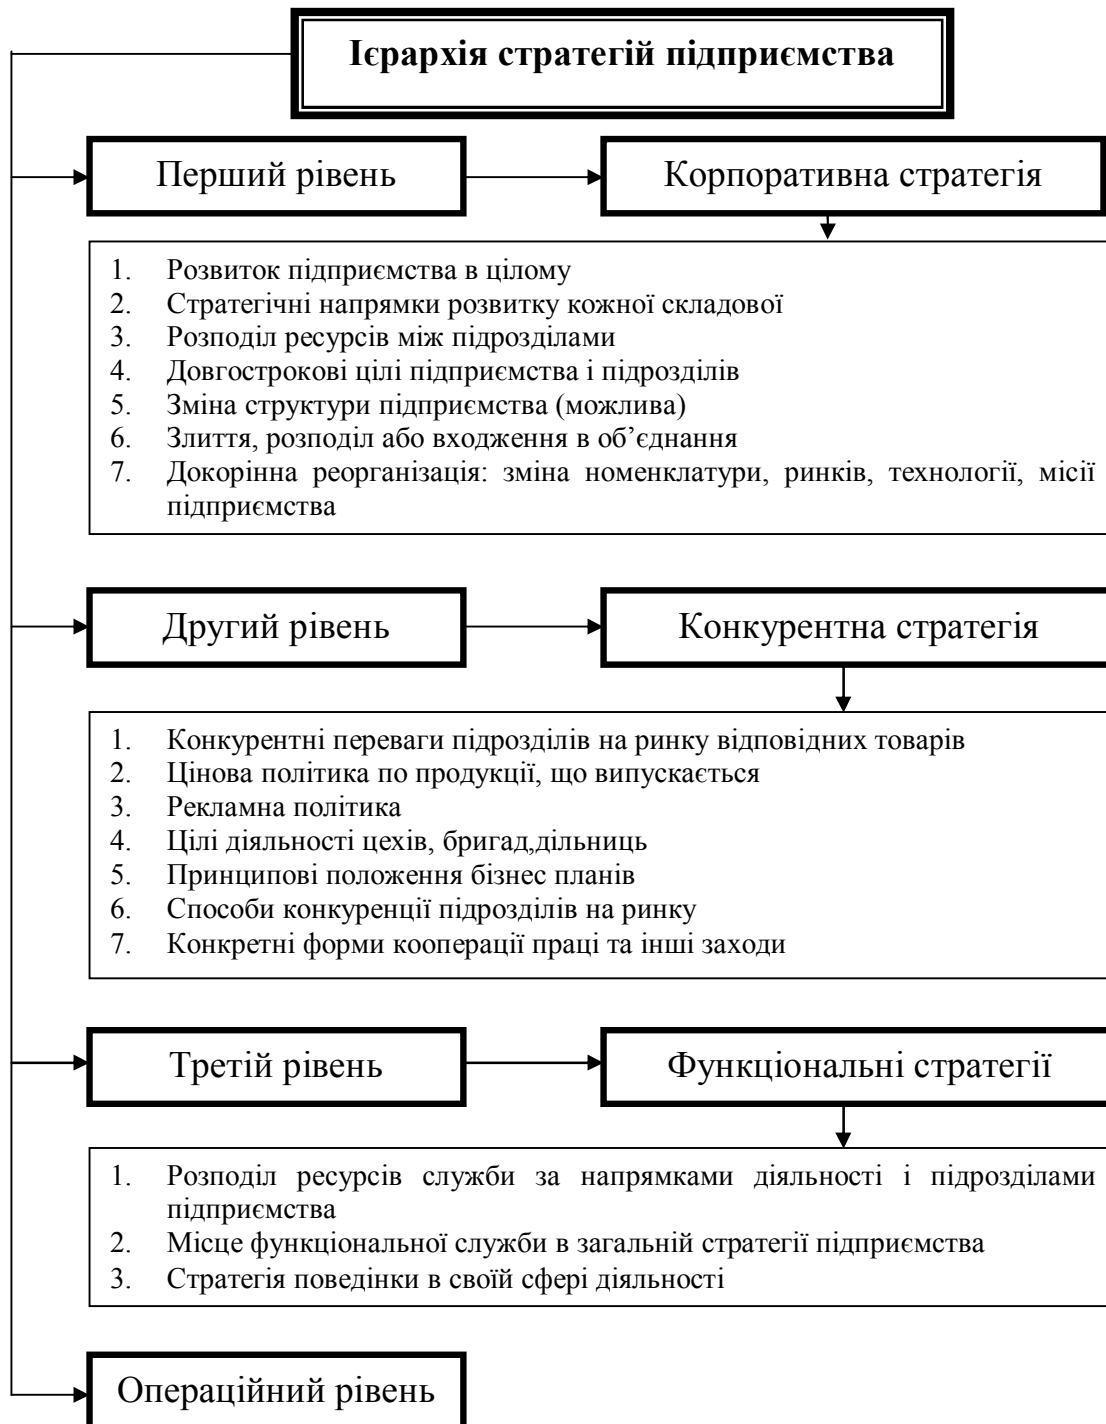 Ієрархія стратегій підприємства
Перший рівень
Корпоративна стратегія
1. Розвиток підприємства в цілому
2. Стратегічні напрямки розвитку кожної складової
3. Розподіл ресурсів між підрозділами
4. Довгострокові цілі підприємства і підрозділів
5. Зміна структури підприємства (можлива)
6. Злиття, розподіл або входження в об’єднання
7. Докорінна реорганізація: зміна номенклатури, ринків, технології, місії
підприємства
Другий рівень
Конкурентна стратегія
1. Конкурентні переваги підрозділів на ринку відповідних товарів
2. Цінова політика по продукції, що випускається
3. Рекламна політика
4. Цілі діяльності цехів, бригад,дільниць
5. Принципові положення бізнес планів
6. Способи конкуренції підрозділів на ринку
7. Конкретні форми кооперації праці та інші заходи
Третій рівень
Функціональні стратегії
1. Розподіл ресурсів служби за напрямками діяльності і підрозділами
підприємства
2. Місце функціональної служби в загальній стратегії підприємства
3. Стратегія поведінки в своїй сфері діяльності
Операційний рівень